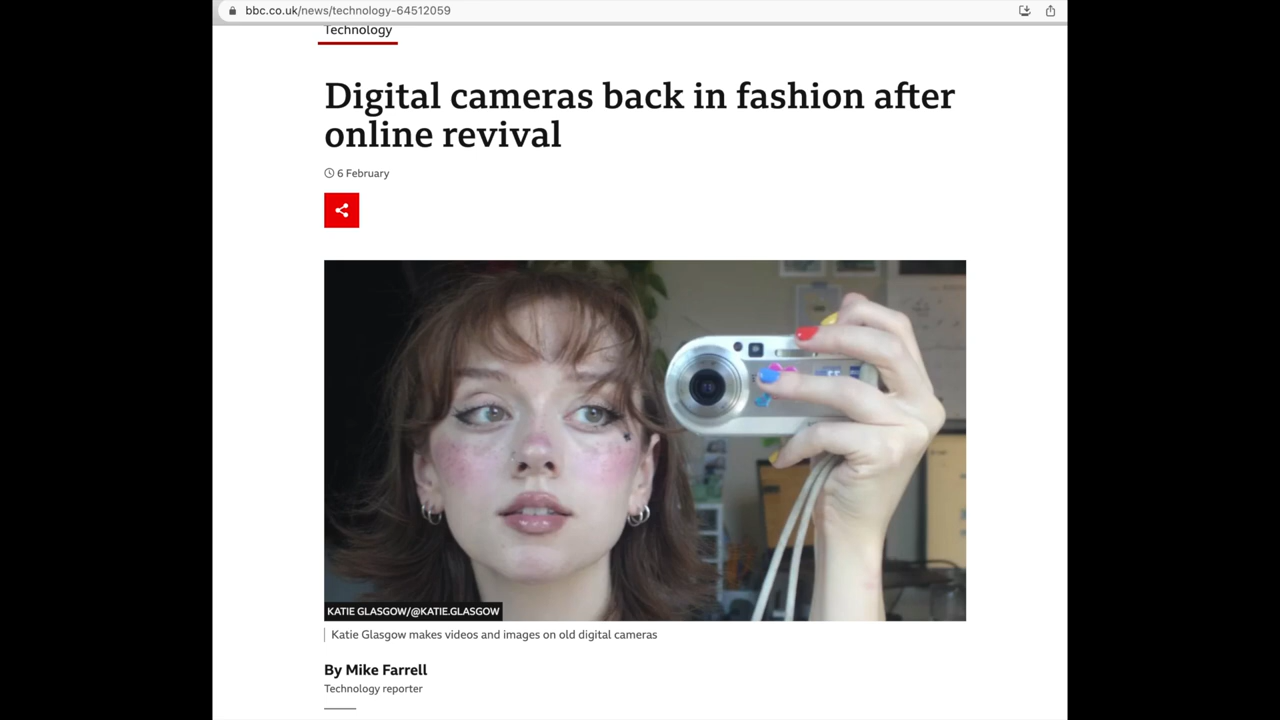 bbc.co.uk/news/technology-64512059
Technology
Digital cameras back in fashion after
online revival
6 February
KATIE GLASGOW/@KATIE.GLASGOW
Katie Glasgow makes videos and images on old digital cameras
By Mike Farrell
Technology reporter